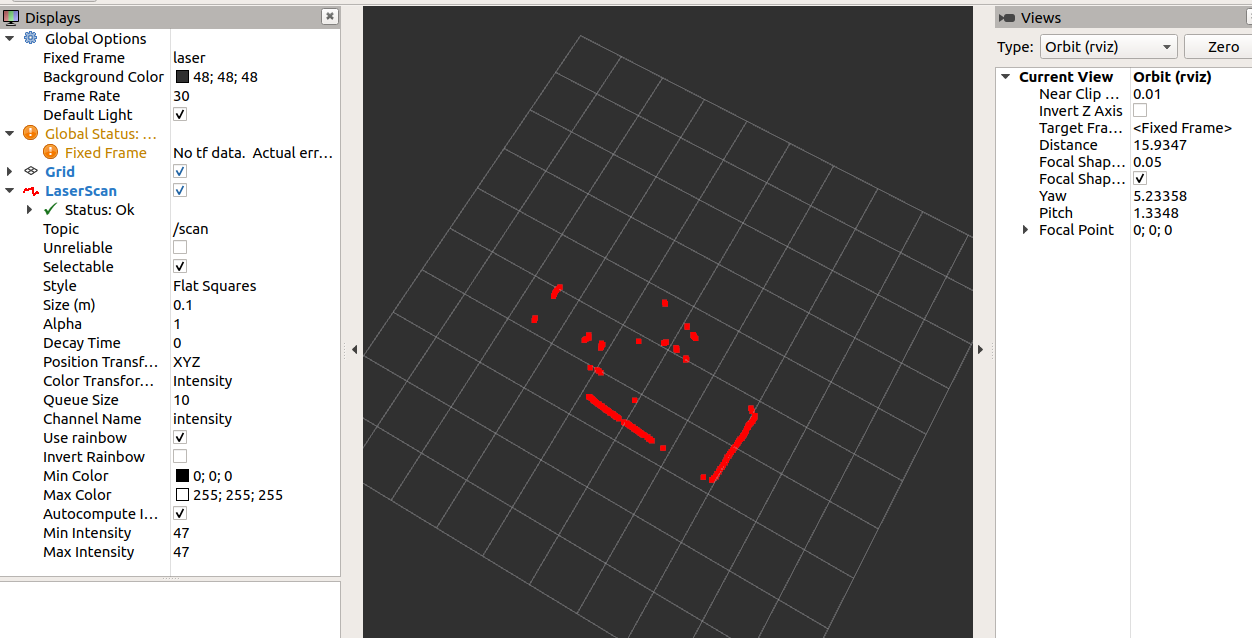 Displays
Global Options
Fixed Frame laser
Background Color 48; 48; 48
Frame Rate 30
Default Light
Global Status: ...
Fixed Frame No tf data. Actual err...
Grid
LaserScan
Status: Ok
Topic /scan
Unreliable
Selectable
Style Flat Squares
Size (m) 0.1
Alpha 1
Decay Time 0
Position Transf... XYZ
Color Transfor... Intensity
Queue Size 10
Channel Name intensity
Use rainbow
Invert Rainbow
Min Color 0; 0; 0
Max Color 255; 255; 255
Autocompute I...
Min Intensity 47
Max Intensity 47
Views
Type: Orbit (rviz) Zero
Current View Orbit (rviz)
Near Clip ... 0.01
Invert Z Axis
Target Fra... <Fixed Frame>
Distance 15.9347
Focal Shap... 0.05
Focal Shap...
Yaw 5.23358
Pitch 1.3348
Focal Point 0; 0; 0